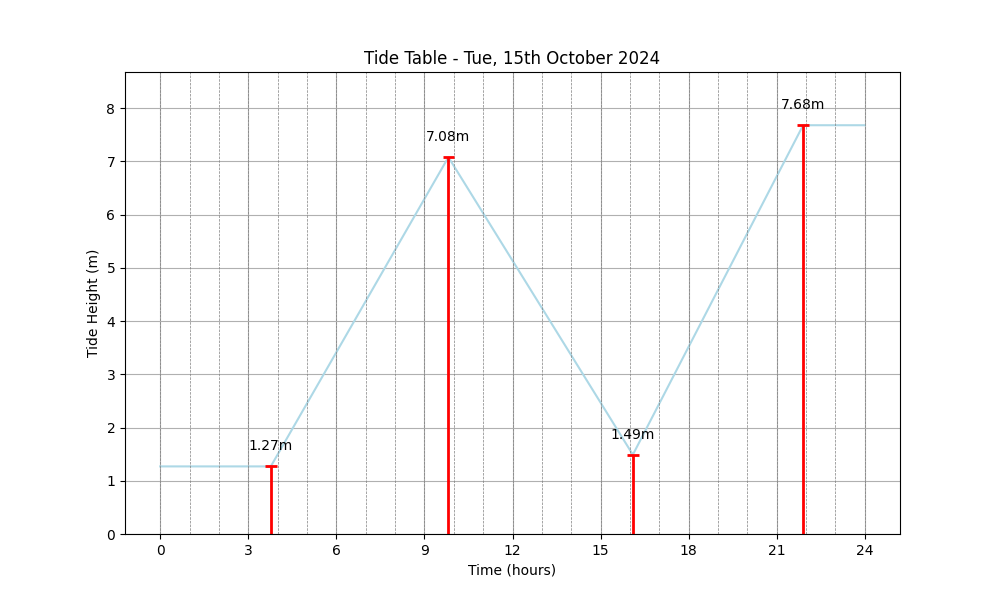 Tide Table - Tue, 15th October 2024
Tide Height (m)
8
7
6
5
4
3
2
1
0
1.27m
7.08m
1.49m
7.68m
0 3 6 9 12 15 18 21 24
Time (hours)